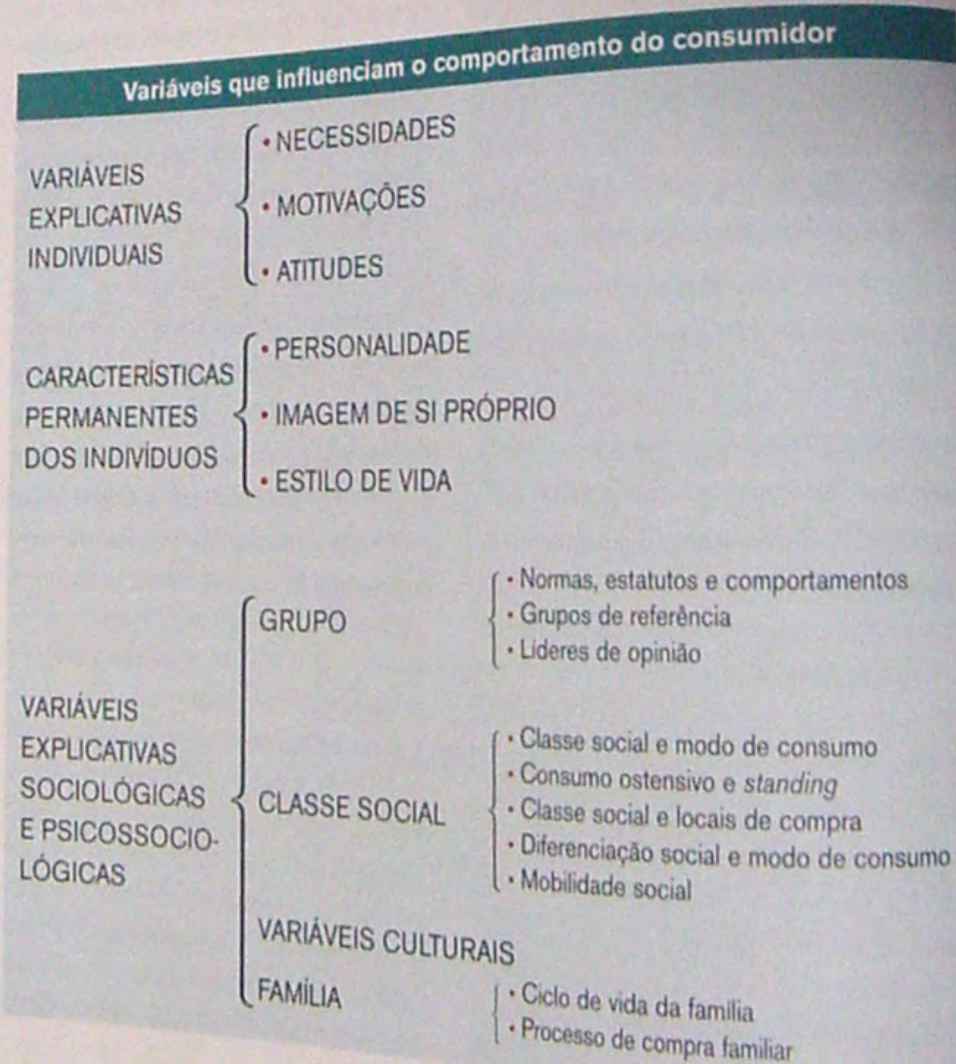 Variáveis que influenciam o comportamento do consumidor
VARIÁVEIS
EXPLICATIVAS
INDIVIDUAIS
• NECESSIDADES
• MOTIVAÇÕES
• ATITUDES
CARACTERÍSTICAS
PERMANENTES
DOS INDIVÍDUOS
• PERSONALIDADE
• IMAGEM DE SI PRÓPRIO
• ESTILO DE VIDA
VARIÁVEIS
EXPLICATIVAS
SOCIOLÓGICAS
E PSICOSSOCIO-
LÓGICAS
GRUPO
• Normas, estatutos e comportamentos
• Grupos de referência
• Líderes de opinião
CLASSE SOCIAL
• Classe social e modo de consumo
• Consumo ostensivo e standing
• Classe social e locais de compra
• Diferenciação social e modo de consumo
• Mobilidade social
VARIÁVEIS CULTURAIS
FAMÍLIA
• Ciclo de vida da família
• Processo de compra familiar